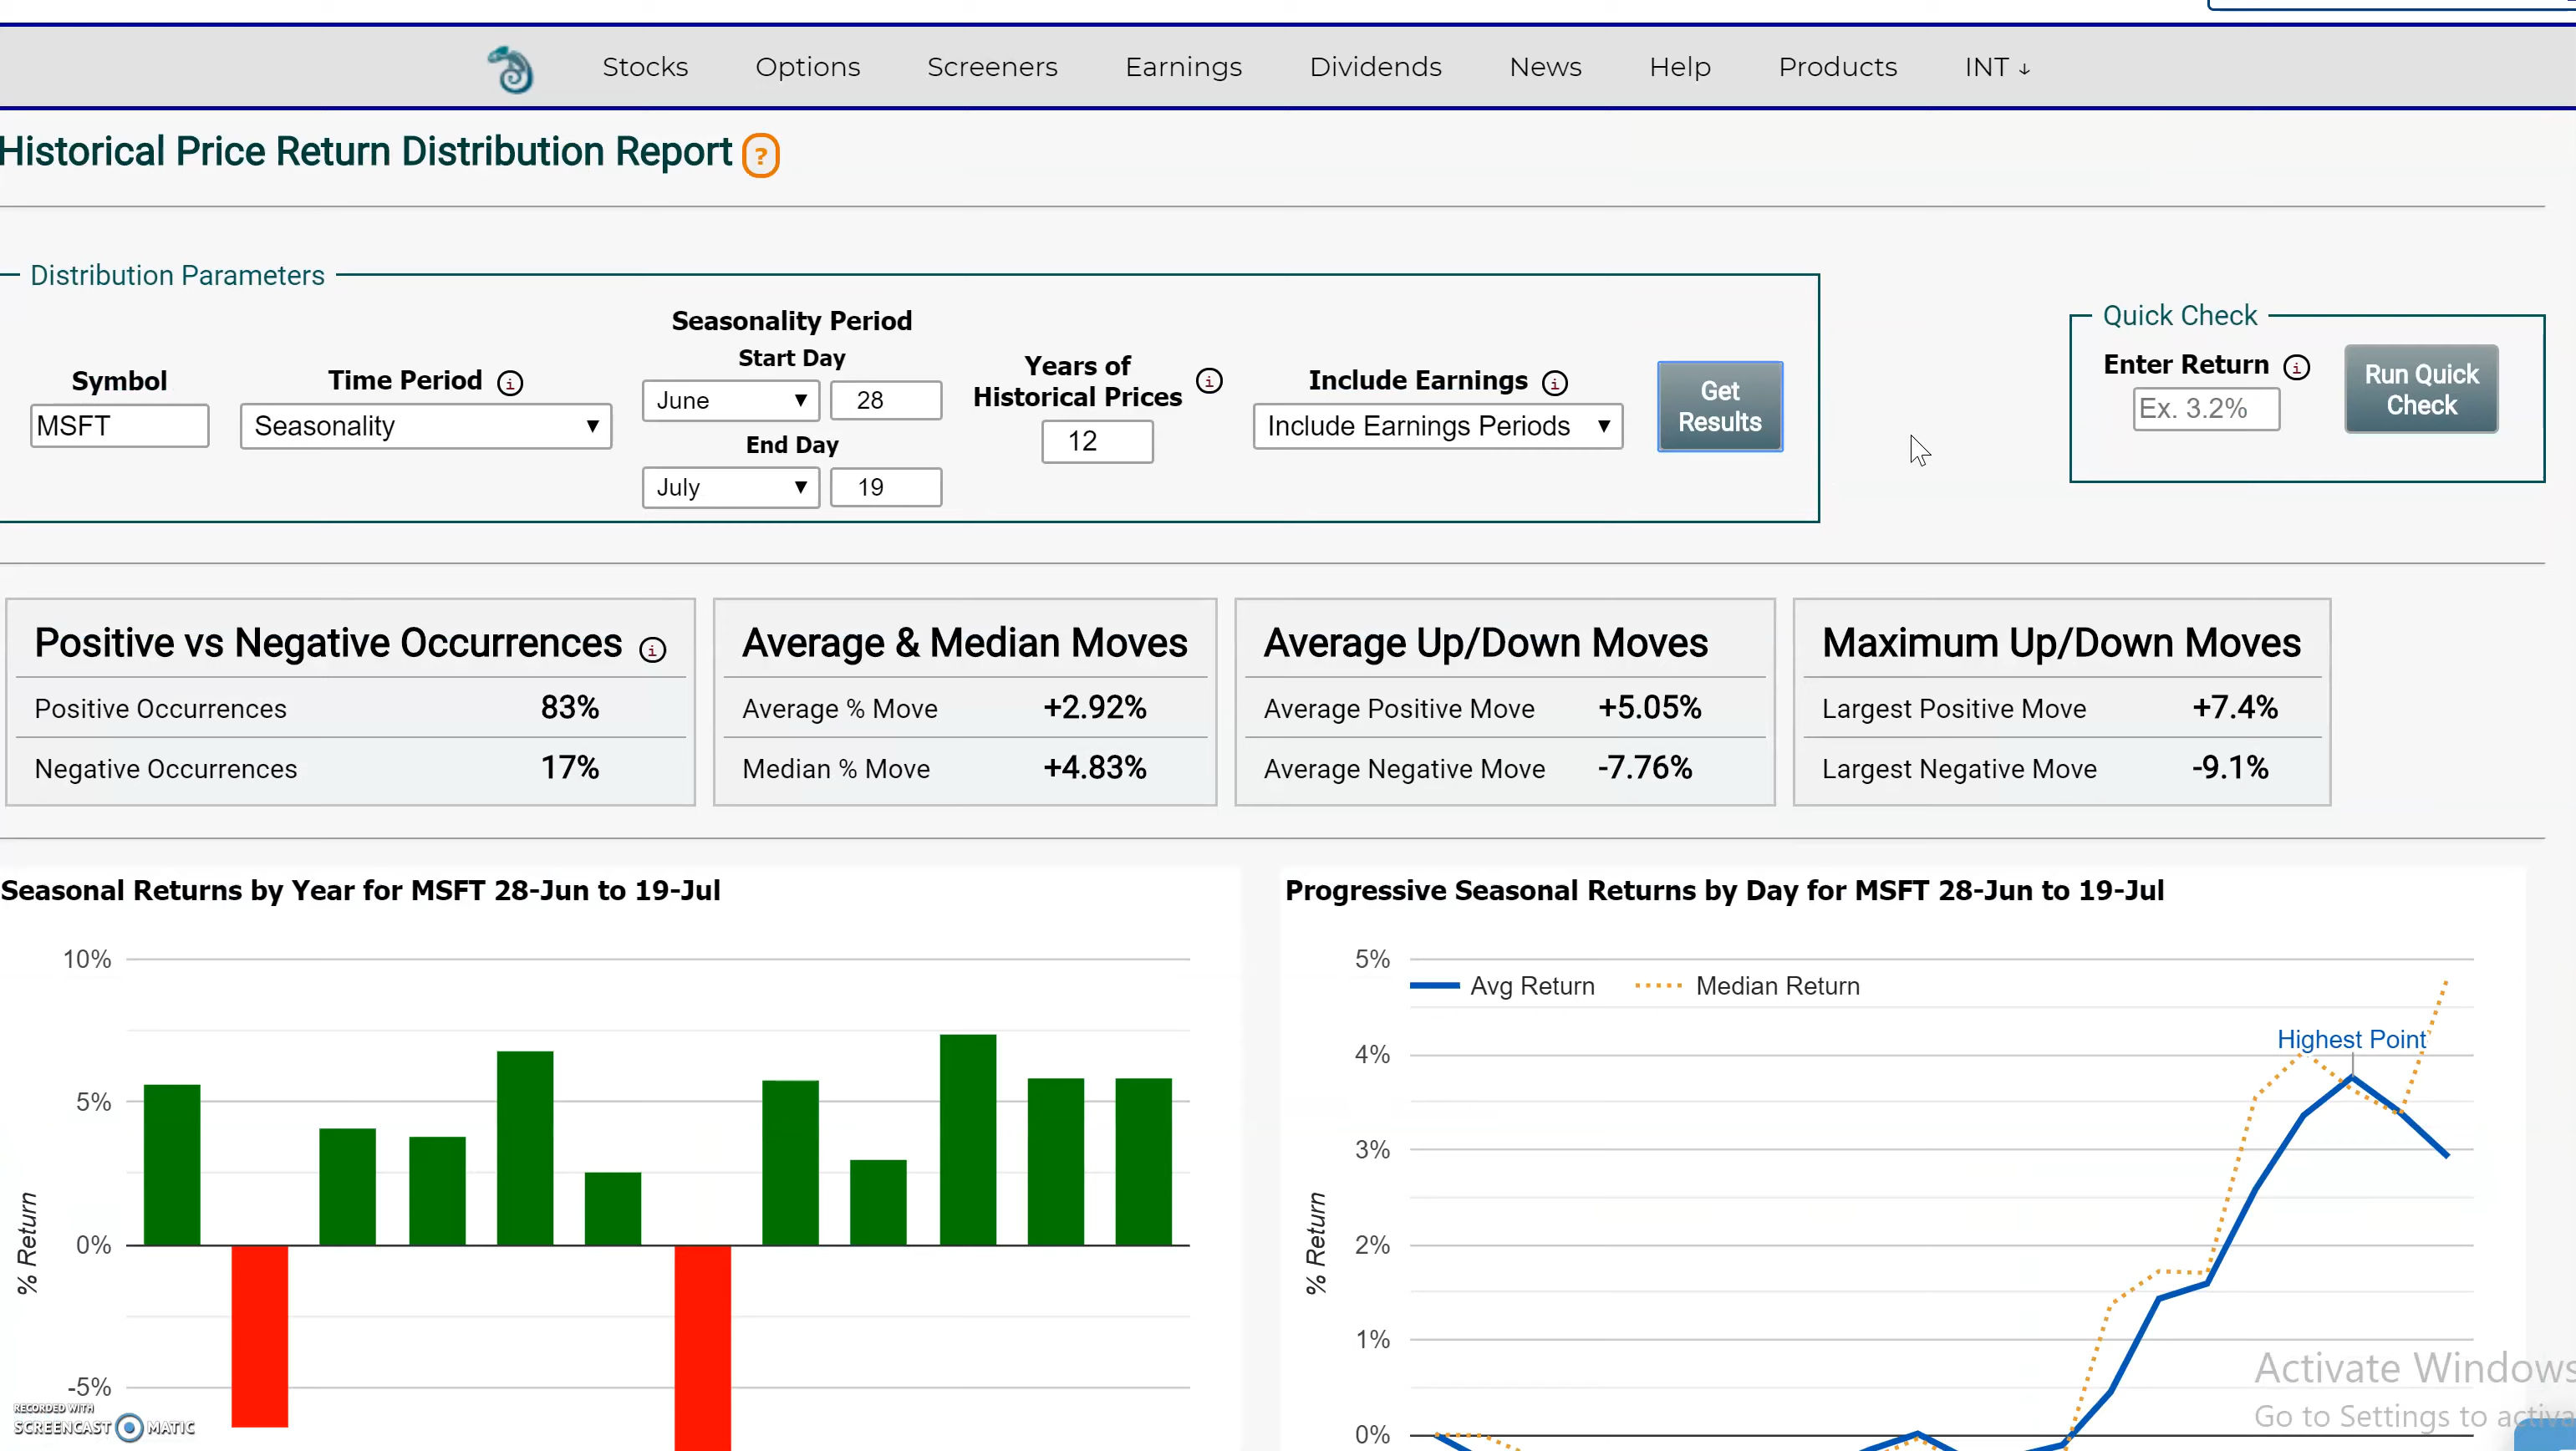 Stocks Options Screeners Earnings Dividends News Help Products INT ↓
Historical Price Return Distribution Report ?
Distribution Parameters
Symbol
MSFT
Time Period i
Seasonality
Seasonality Period
Start Day
June 28
End Day
July 19
Years of
Historical Prices i
12
Include Earnings i
Include Earnings Periods
Get
Results
Quick Check
Enter Return i
Ex. 3.2%
Run Quick
Check
Positive vs Negative Occurrences i
Positive Occurrences 83%
Negative Occurrences 17%
Average & Median Moves
Average % Move +2.92%
Median % Move +4.83%
Average Up/Down Moves
Average Positive Move +5.05%
Average Negative Move -7.76%
Maximum Up/Down Moves
Largest Positive Move +7.4%
Largest Negative Move -9.1%
Seasonal Returns by Year for MSFT 28-Jun to 19-Jul
10%
5%
0%
-5%
% Return
Progressive Seasonal Returns by Day for MSFT 28-Jun to 19-Jul
5%
Avg Return Median Return
Highest Point
4%
3%
2%
1%
0%
% Return
RECORDED WITH
SCREENCAST MATIC
Activate Windows
Go to Settings to activa